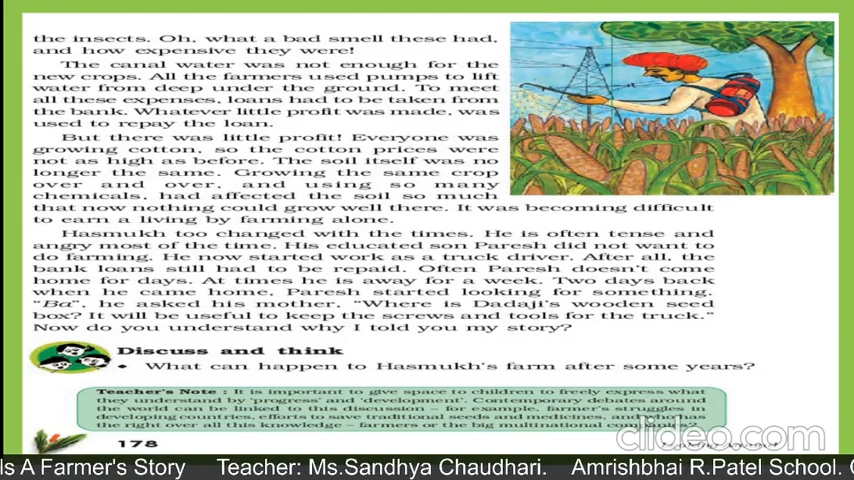 the insects. Oh, what a bad smell these had,
and how expensive they were!
The canal water was not enough for the
new crops. All the farmers used pumps to lift
water from deep under the ground. To meet
all these expenses, loans had to be taken from
the bank. Whatever little profit was made, was
used to repay the loan.
But there was little profit! Everyone was
growing cotton, so the cotton prices were
not as high as before. The soil itself was no
longer the same. Growing the same crop
over and over, and using so many
chemicals, had affected the soil so much
that now nothing could grow well there. It was becoming difficult
to earn a living by farming alone.
Hasmukh too changed with the times. He is often tense and
angry most of the time. His educated son Paresh did not want to
do farming. He now started work as a truck driver. After all, the
bank loans still had to be repaid. Often Paresh doesn't come
home for days. At times he is away for a week. Two days back
when he came home, Paresh started looking for something.
"Ba", he asked his mother, "Where is Dadaji's wooden seed
box? It will be useful to keep the screws and tools for the truck."
Now do you understand why I told you my story?
Discuss and think
• What can happen to Hasmukh's farm after some years?
Teacher's Note : It is important to give space to children to freely express what
they understand by 'progress' and 'development'. Contemporary debates around
the world can be linked to this discussion – for example, farmer's struggles in
developing countries, efforts to save traditional seeds and medicines, and who has
the right over all this knowledge – farmers or the big multinational companies?
178
clideo.com
ls A Farmer's Story Teacher: Ms.Sandhya Chaudhari. Amrishbhai R.Patel School.